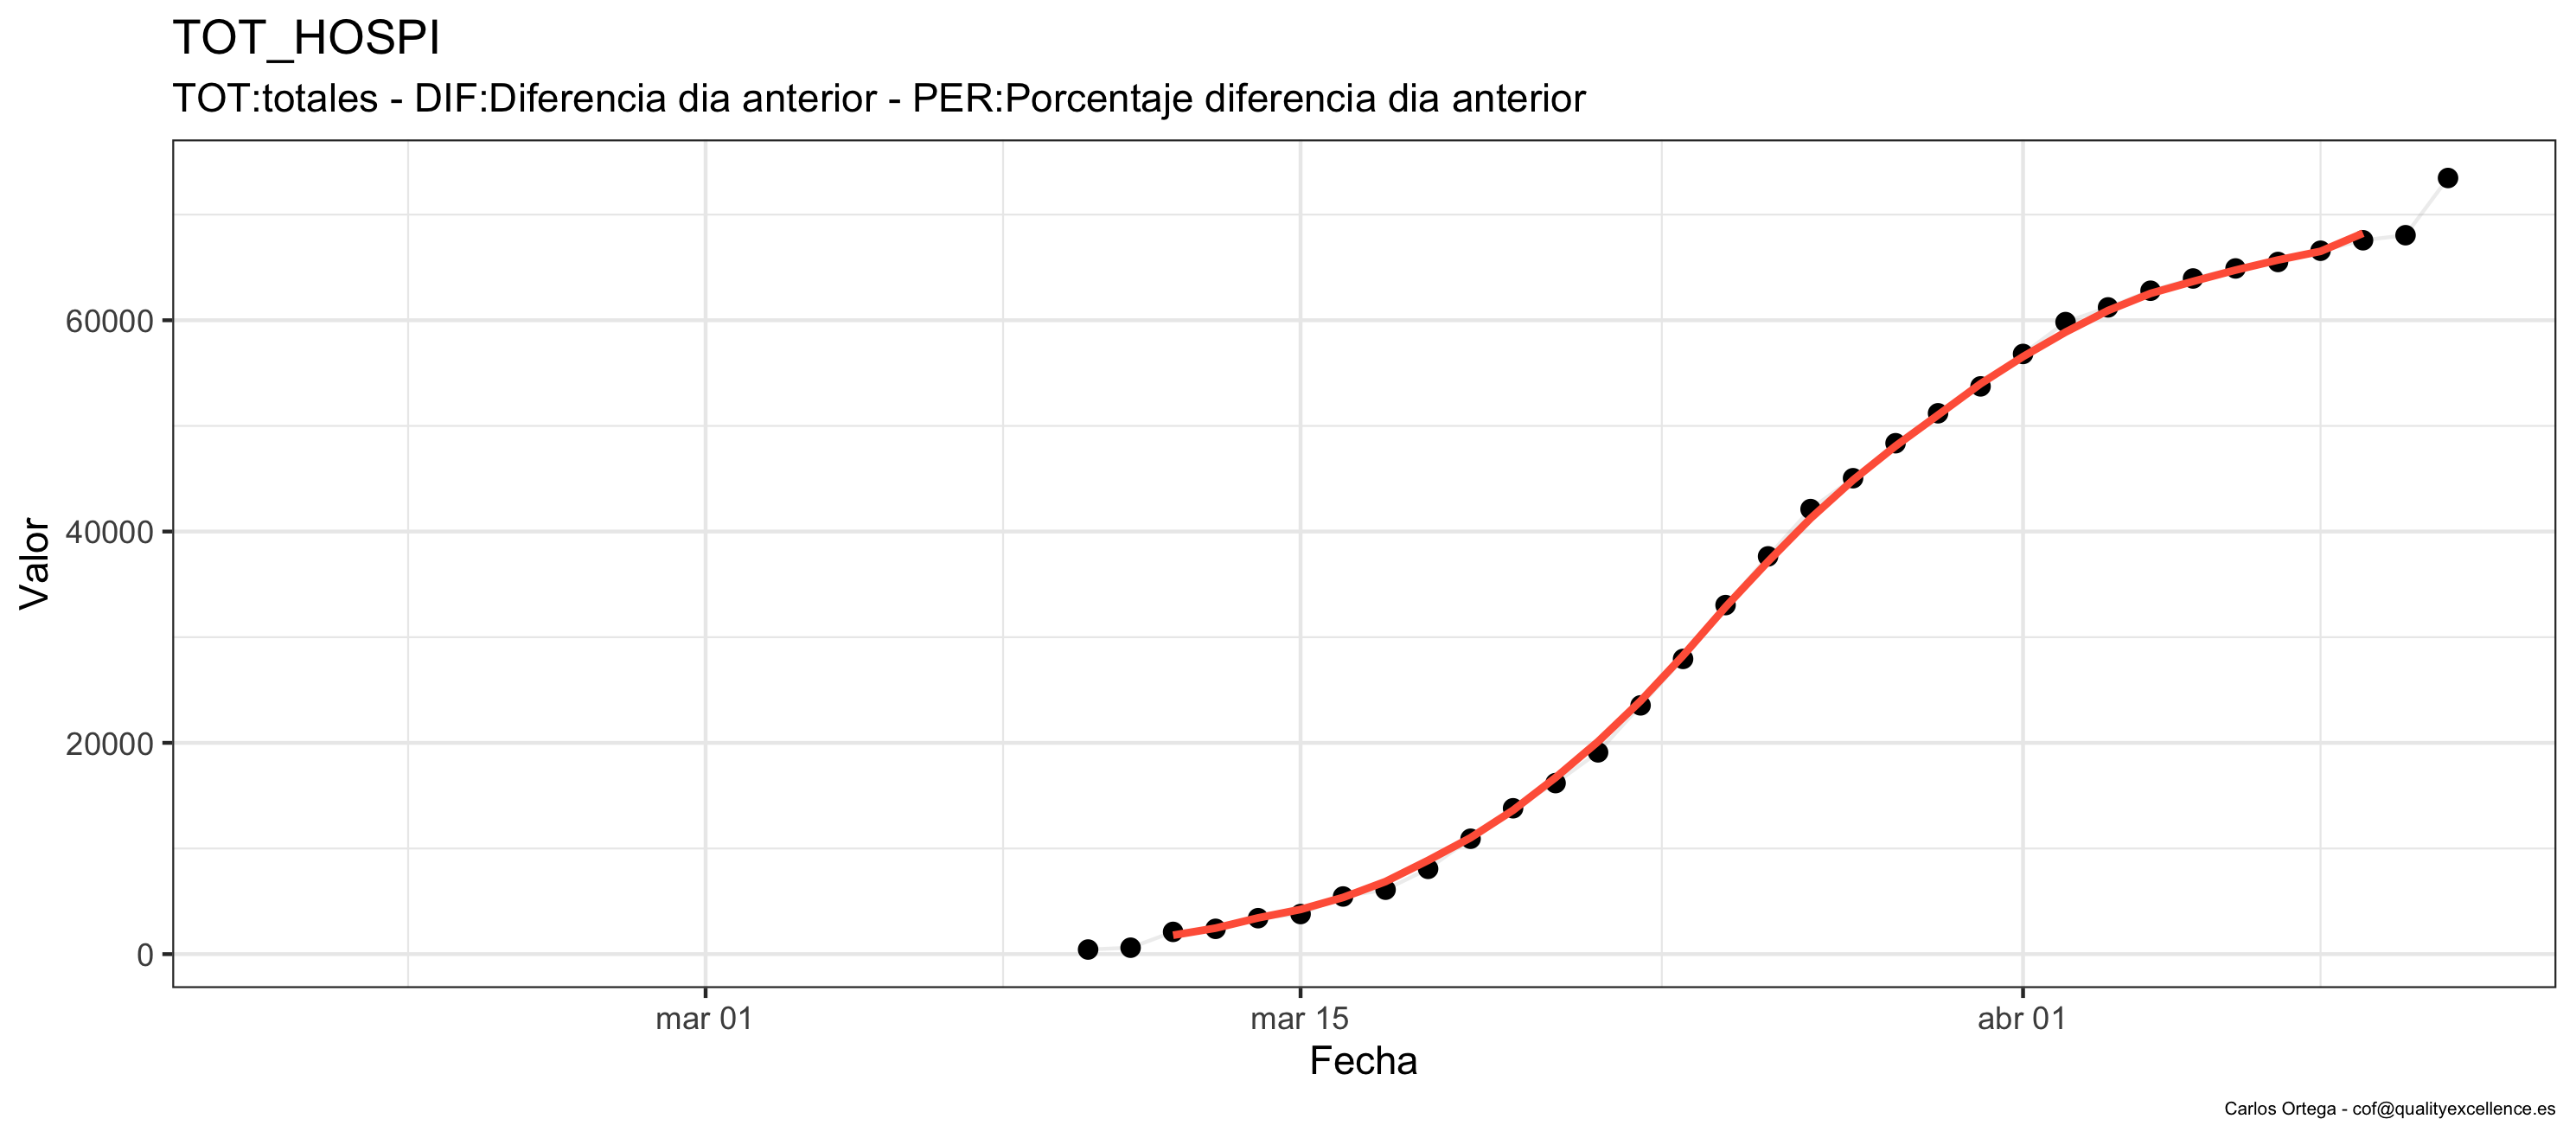 TOT_HOSPI
TOT:totales - DIF:Diferencia dia anterior - PER:Porcentaje diferencia dia anterior
Valor
60000
40000
20000
0
mar 01
mar 15
abr 01
Fecha
Carlos Ortega - cof@qualityexcellence.es